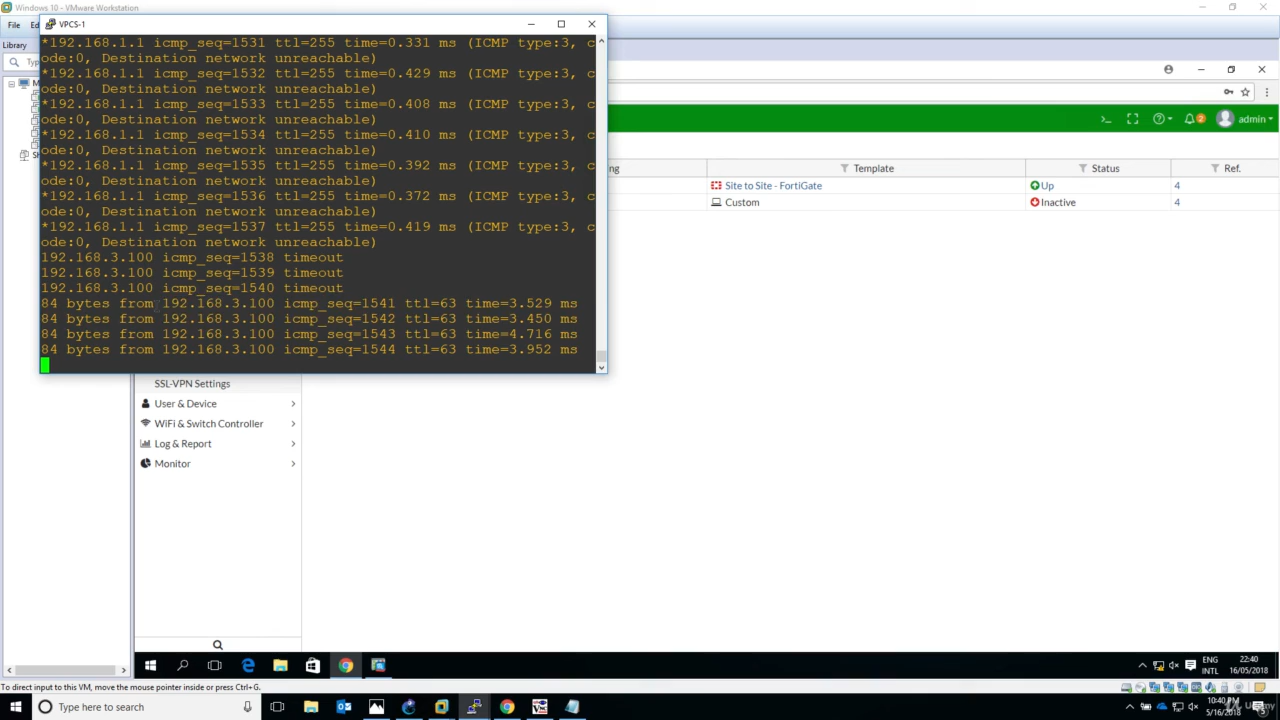 Windows 10 - VMware Workstation
File
Ed
Library
Typ
M
VPCS-1
*192.168.1.1 icmp_seq=1531 ttl=255 time=0.331 ms (ICMP type:3, c
ode:0, Destination network unreachable)
*192.168.1.1 icmp_seq=1532 ttl=255 time=0.429 ms (ICMP type:3, c
ode:0, Destination network unreachable)
*192.168.1.1 icmp_seq=1533 ttl=255 time=0.408 ms (ICMP type:3, c
ode:0, Destination network unreachable)
*192.168.1.1 icmp_seq=1534 ttl=255 time=0.410 ms (ICMP type:3, c
ode:0, Destination network unreachable)
*192.168.1.1 icmp_seq=1535 ttl=255 time=0.392 ms (ICMP type:3, c
ode:0, Destination network unreachable)
*192.168.1.1 icmp_seq=1536 ttl=255 time=0.372 ms (ICMP type:3, c
ode:0, Destination network unreachable)
*192.168.1.1 icmp_seq=1537 ttl=255 time=0.419 ms (ICMP type:3, c
ode:0, Destination network unreachable)
192.168.3.100 icmp_seq=1538 timeout
192.168.3.100 icmp_seq=1539 timeout
192.168.3.100 icmp_seq=1540 timeout
84 bytes from 192.168.3.100 icmp_seq=1541 ttl=63 time=3.529 ms
84 bytes from 192.168.3.100 icmp_seq=1542 ttl=63 time=3.450 ms
84 bytes from 192.168.3.100 icmp_seq=1543 ttl=63 time=4.716 ms
84 bytes from 192.168.3.100 icmp_seq=1544 ttl=63 time=3.952 ms
2 admin
ng Template Status Ref.
Site to Site - FortiGate Up 4
Custom Inactive 4
SSL-VPN Settings
User & Device
WiFi & Switch Controller
Log & Report
Monitor
ENG 22:40
INTL 16/05/2018
To direct input to this VM, move the mouse pointer inside or press Ctrl+G.
Type here to search
10:40 PM
5/16/2018
Udemy